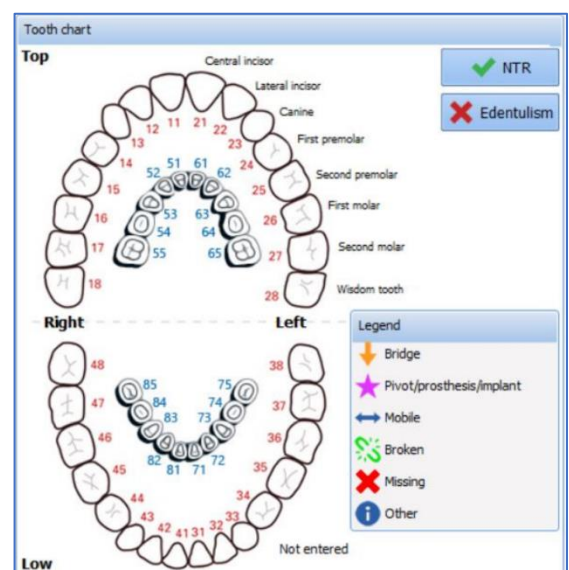 Tooth chart
Top
Central incisor
Lateral incisor
Canine
First premolar
Second premolar
First molar
Second molar
Wisdom tooth
NTR
Edentulism
18 17 16 15 14 13 12 11 21 22 23 24 25 26 27 28
55 54 53 52 51 61 62 63 64 65
Right
Left
48 47 46 45 44 43 42 41 31 32 33 34 35 36 37 38
85 84 83 82 81 71 72 73 74 75
Legend
Bridge
Pivot/prosthesis/implant
Mobile
Broken
Missing
Other
Not entered
Low